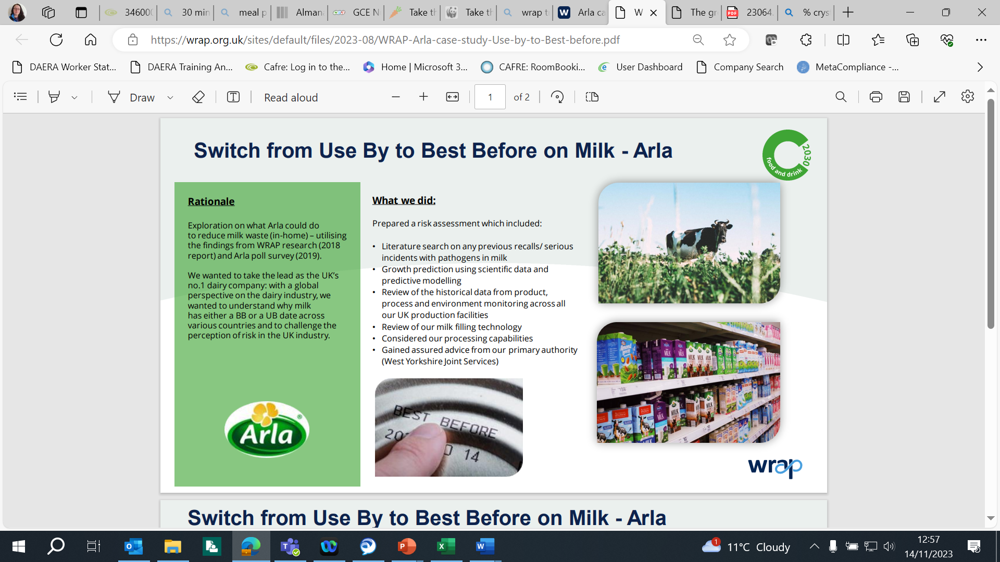 346000
30 min
meal p
Alman
GCE N
Take th
Take th
wrap t
Arla ca
W
The gr
23064.
% crys
https://wrap.org.uk/sites/default/files/2023-08/WRAP-Arla-case-study-Use-by-to-Best-before.pdf
DAERA Worker Stat...
DAERA Training An...
Cafre: Log in to the...
Home | Microsoft 3...
CAFRE: RoomBooki...
User Dashboard
Company Search
MetaCompliance -...
Draw
Read aloud
1
of 2
Switch from Use By to Best Before on Milk - Arla
2030
food and drink
Rationale
Exploration on what Arla could do
to reduce milk waste (in-home) – utilising
the findings from WRAP research (2018
report) and Arla poll survey (2019).
We wanted to take the lead as the UK’s
no.1 dairy company: with a global
perspective on the dairy industry, we
wanted to understand why milk
has either a BB or a UB date across
various countries and to challenge the
perception of risk in the UK industry.
Arla
What we did:
Prepared a risk assessment which included:
• Literature search on any previous recalls/ serious
incidents with pathogens in milk
• Growth prediction using scientific data and
predictive modelling
• Review of the historical data from product,
process and environment monitoring across all
our UK production facilities
• Review of our milk filling technology
• Considered our processing capabilities
• Gained assured advice from our primary authority
(West Yorkshire Joint Services)
BEST BEFORE
14
MILK
MILK
MILK
wrap
Switch from Use By to Best Before on Milk - Arla
1
11°C Cloudy
12:57
14/11/2023